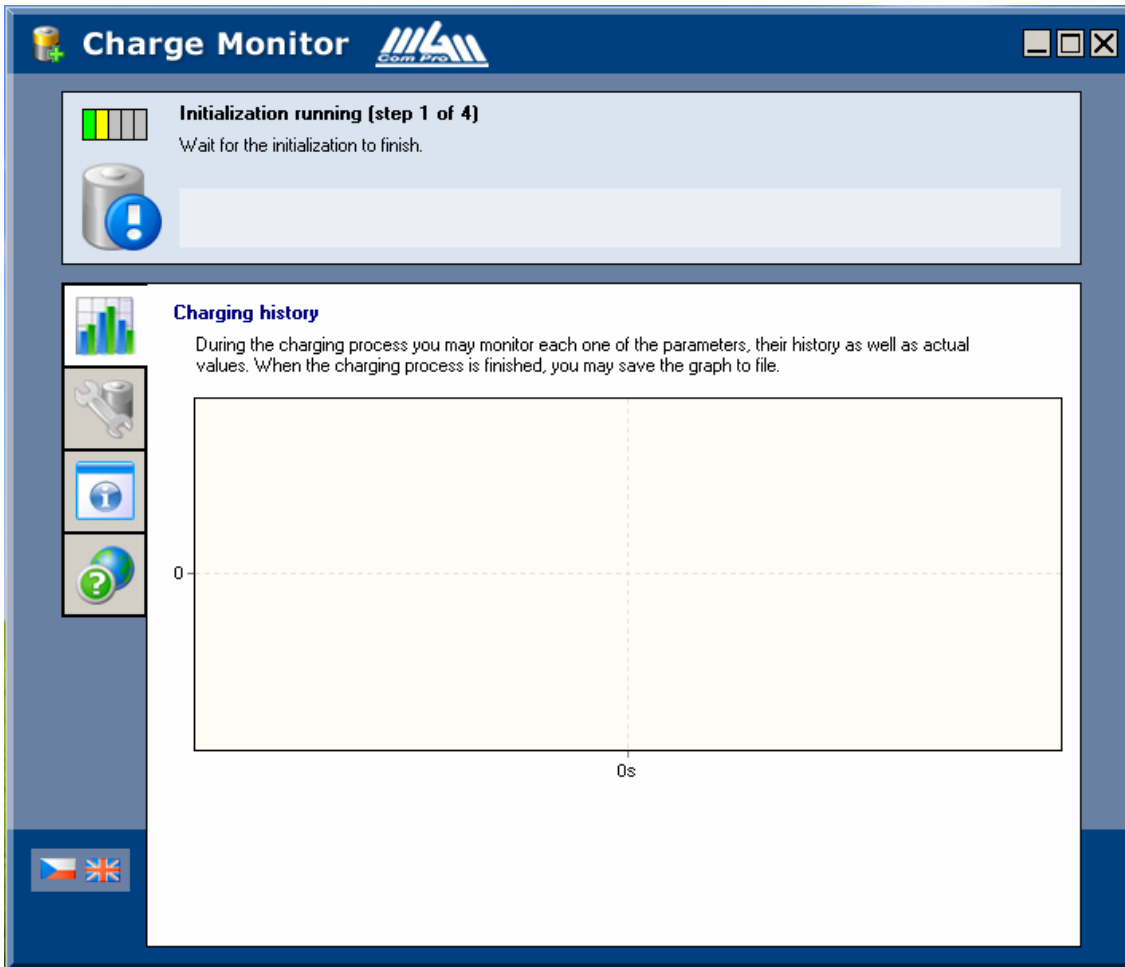 Charge Monitor
mGm
Com Pro
Initialization running (step 1 of 4)
Wait for the initialization to finish.
Charging history
During the charging process you may monitor each one of the parameters, their history as well as actual
values. When the charging process is finished, you may save the graph to file.
0
0s